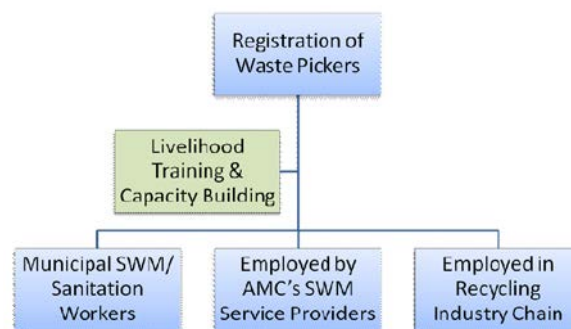 Registration of
Waste Pickers
Livelihood
Training &
Capacity Building
Municipal SWM/
Sanitation
Workers
Employed by
AMC's SWM
Service Providers
Employed in
Recycling
Industry Chain